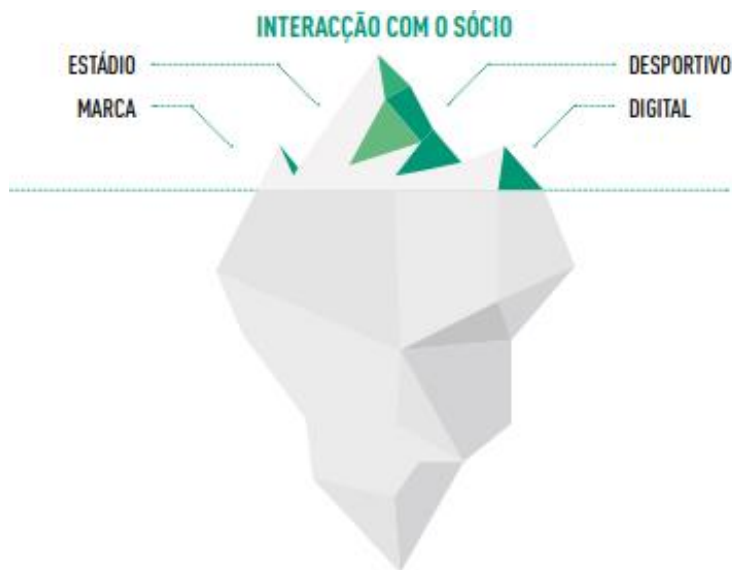 INTERACÇÃO COM O SÓCIO
ESTÁDIO
DESPORTIVO
MARCA
DIGITAL